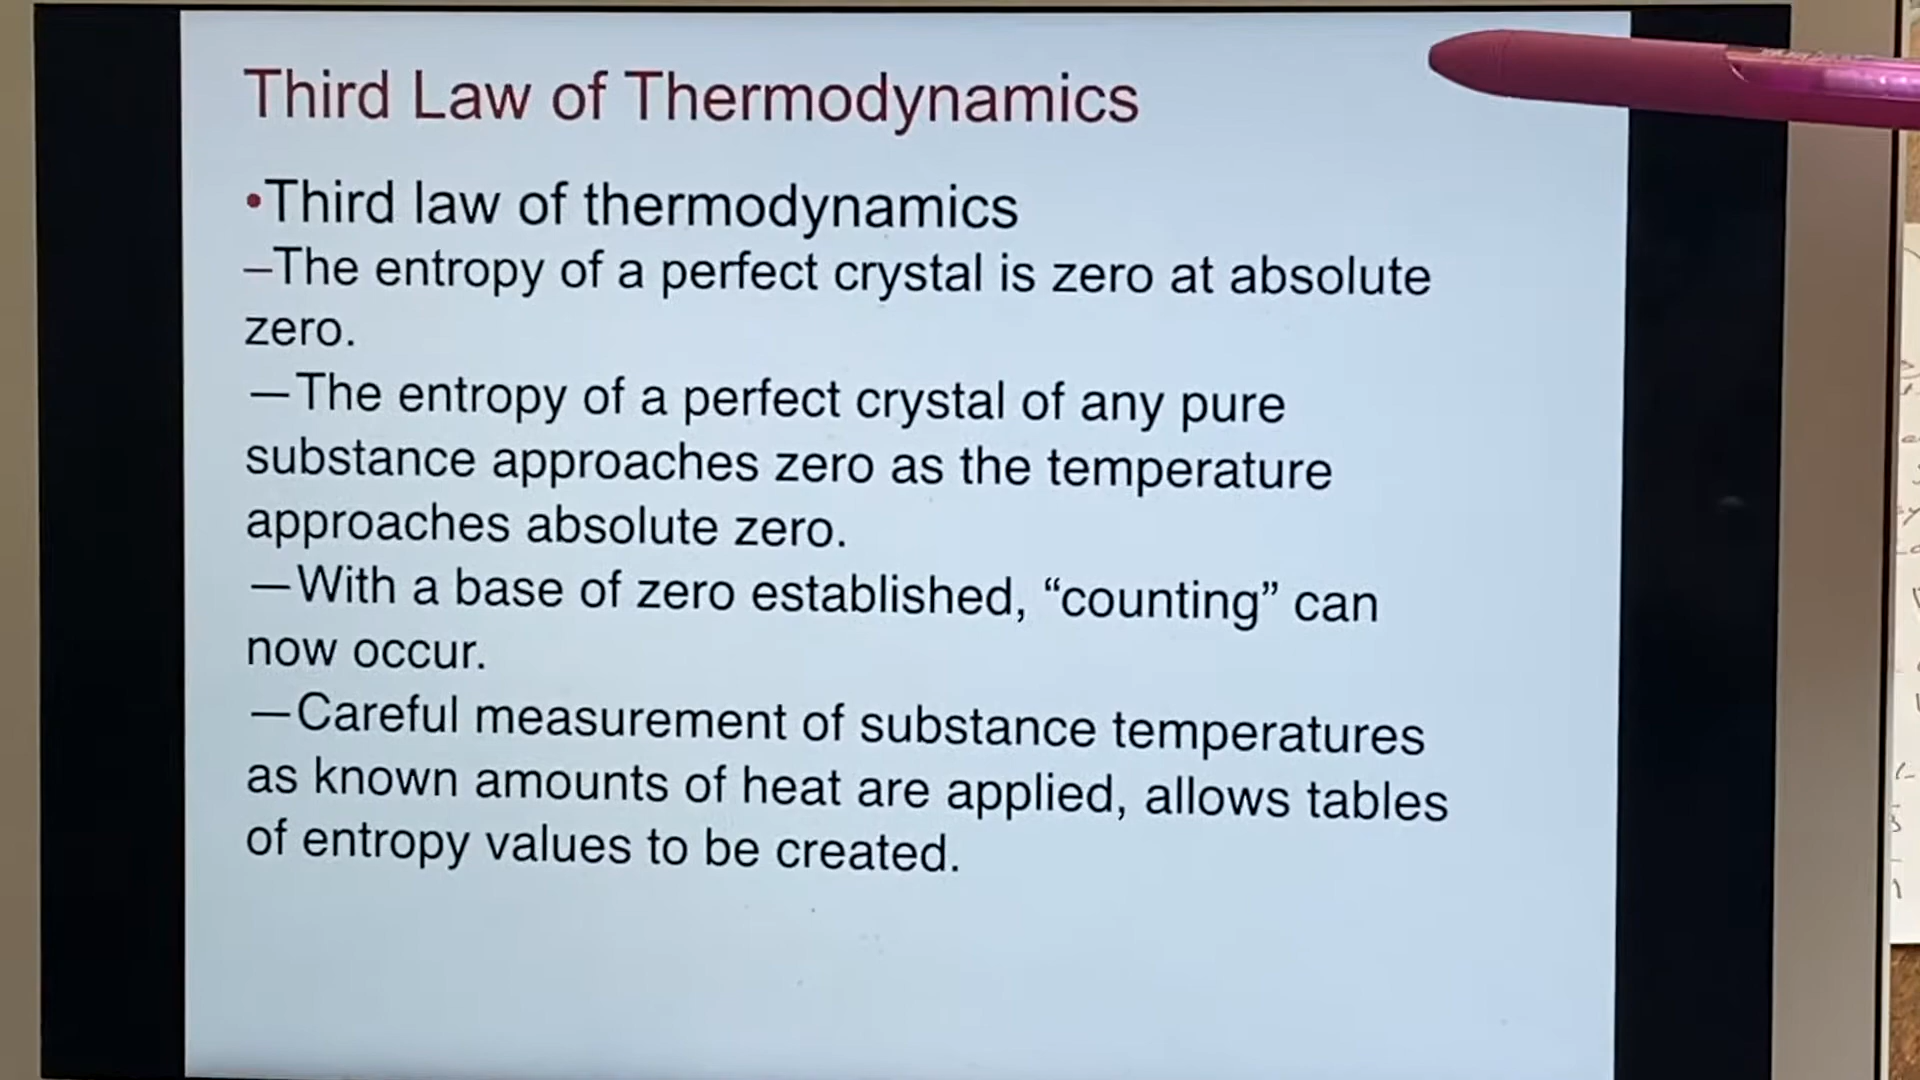 Third Law of Thermodynamics
•Third law of thermodynamics
–The entropy of a perfect crystal is zero at absolute
zero.
—The entropy of a perfect crystal of any pure
substance approaches zero as the temperature
approaches absolute zero.
—With a base of zero established, “counting” can
now occur.
—Careful measurement of substance temperatures
as known amounts of heat are applied, allows tables
of entropy values to be created.